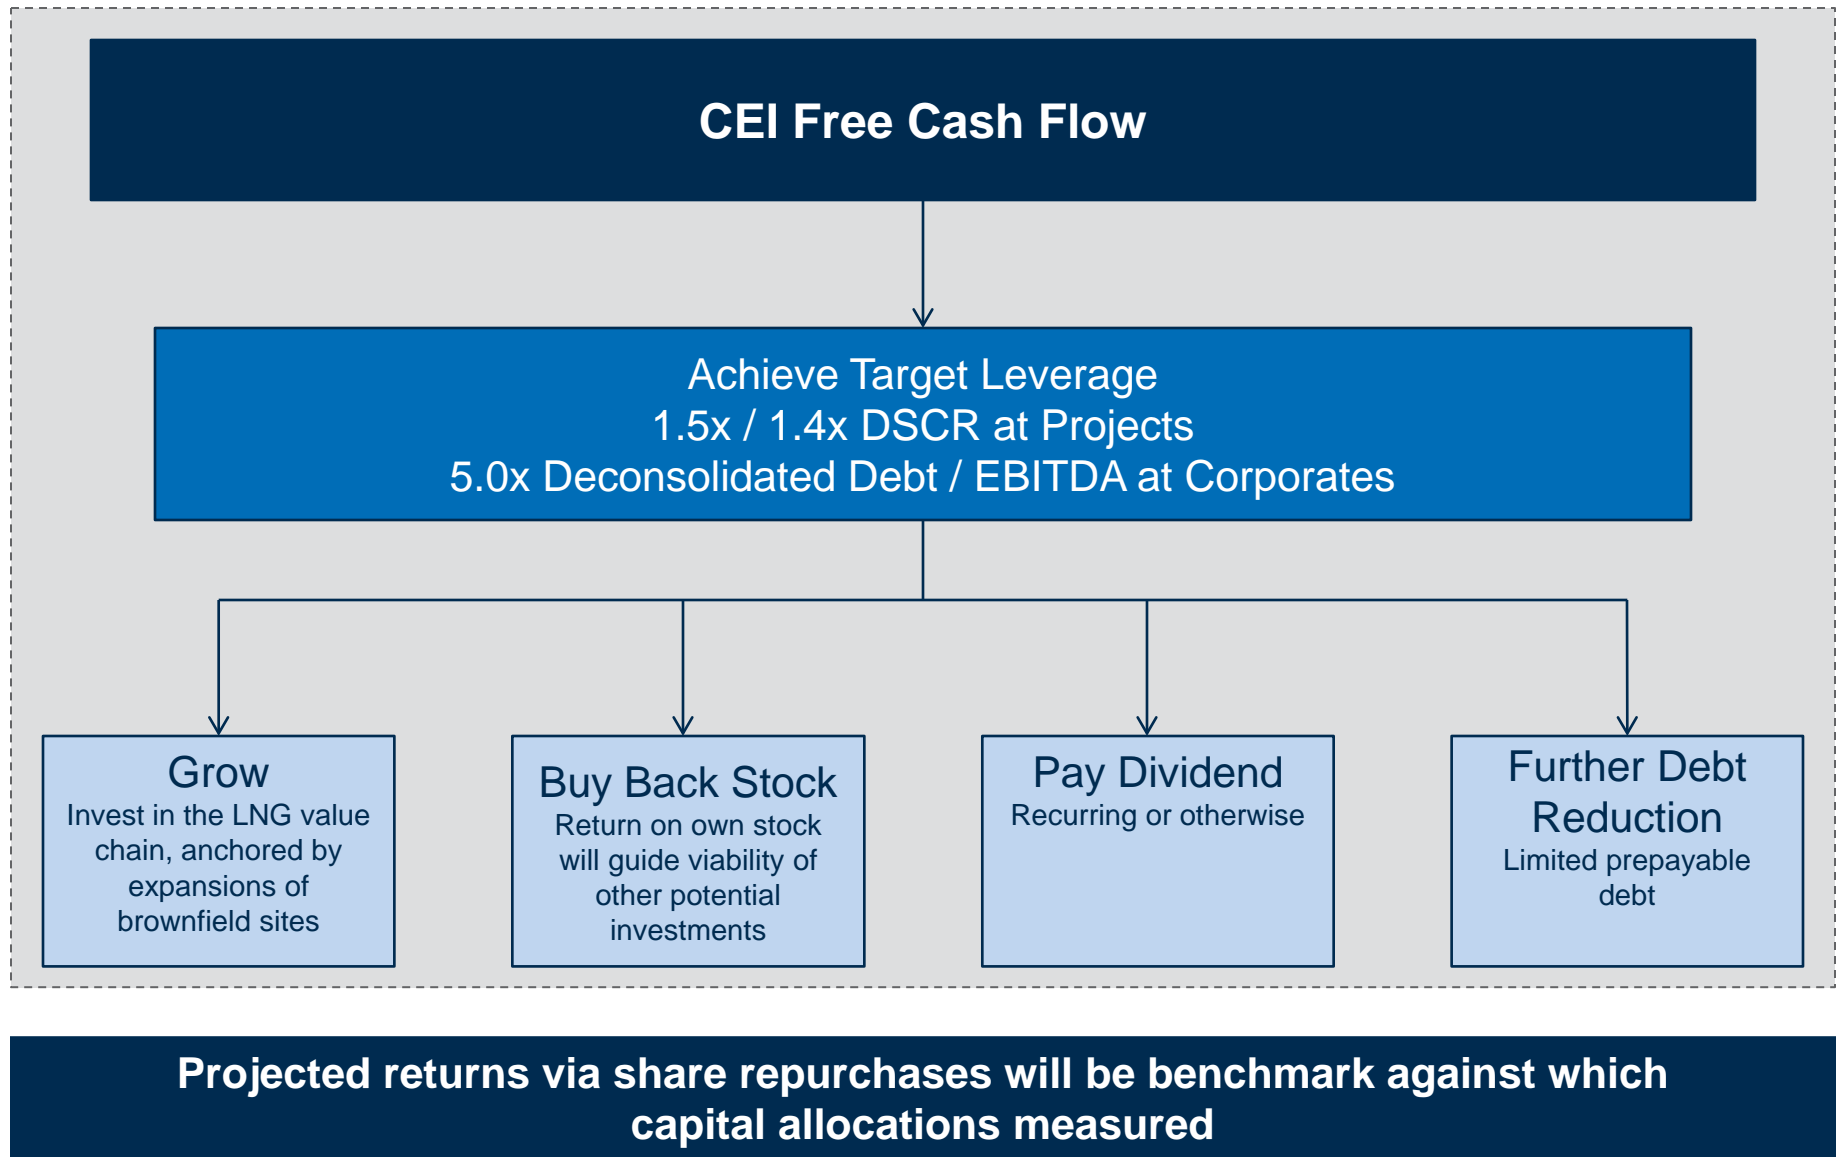 CEI Free Cash Flow
Achieve Target Leverage
1.5x / 1.4x DSCR at Projects
5.0x Deconsolidated Debt / EBITDA at Corporates
Grow
Invest in the LNG value
chain, anchored by
expansions of
brownfield sites
Buy Back Stock
Return on own stock
will guide viability of
other potential
investments
Pay Dividend
Recurring or otherwise
Further Debt
Reduction
Limited prepayable
debt
Projected returns via share repurchases will be benchmark against which
capital allocations measured